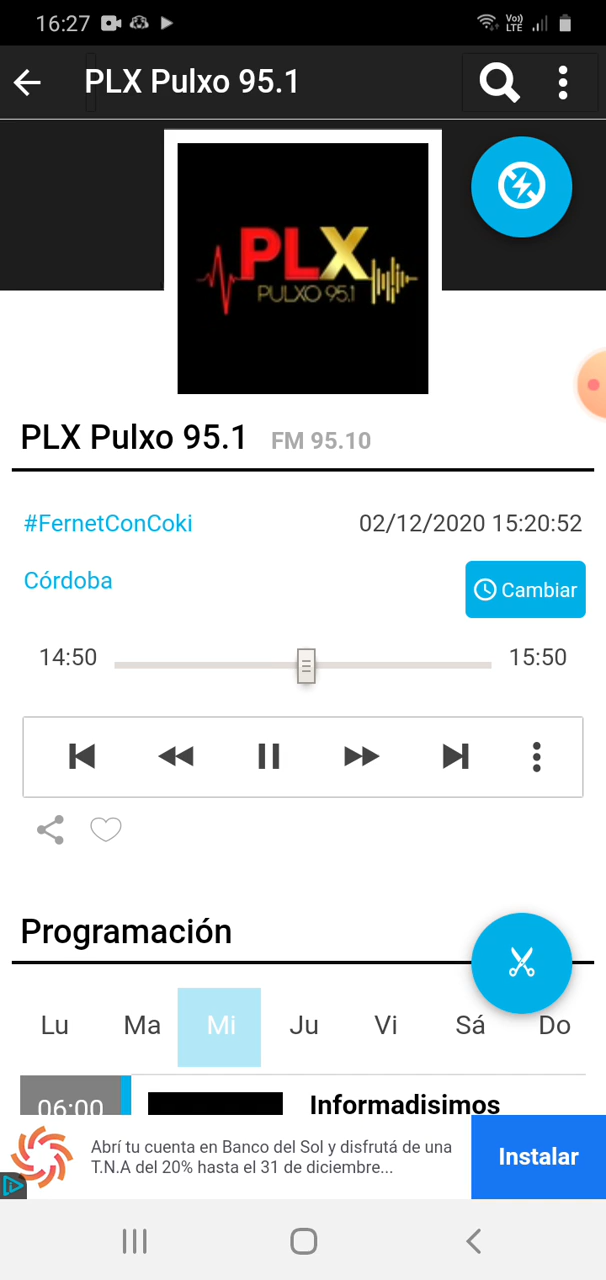 16:27
Vo)) LTE
PLX Pulxo 95.1
PLX
PULXO 95.1
PLX Pulxo 95.1 FM 95.10
#FernetConCoki 02/12/2020 15:20:52
Córdoba Cambiar
14:50 15:50
Programación
Lu Ma Mi Ju Vi Sá Do
06:00 Informadisimos
Abrí tu cuenta en Banco del Sol y disfrutá de una
T.N.A del 20% hasta el 31 de diciembre...
Instalar